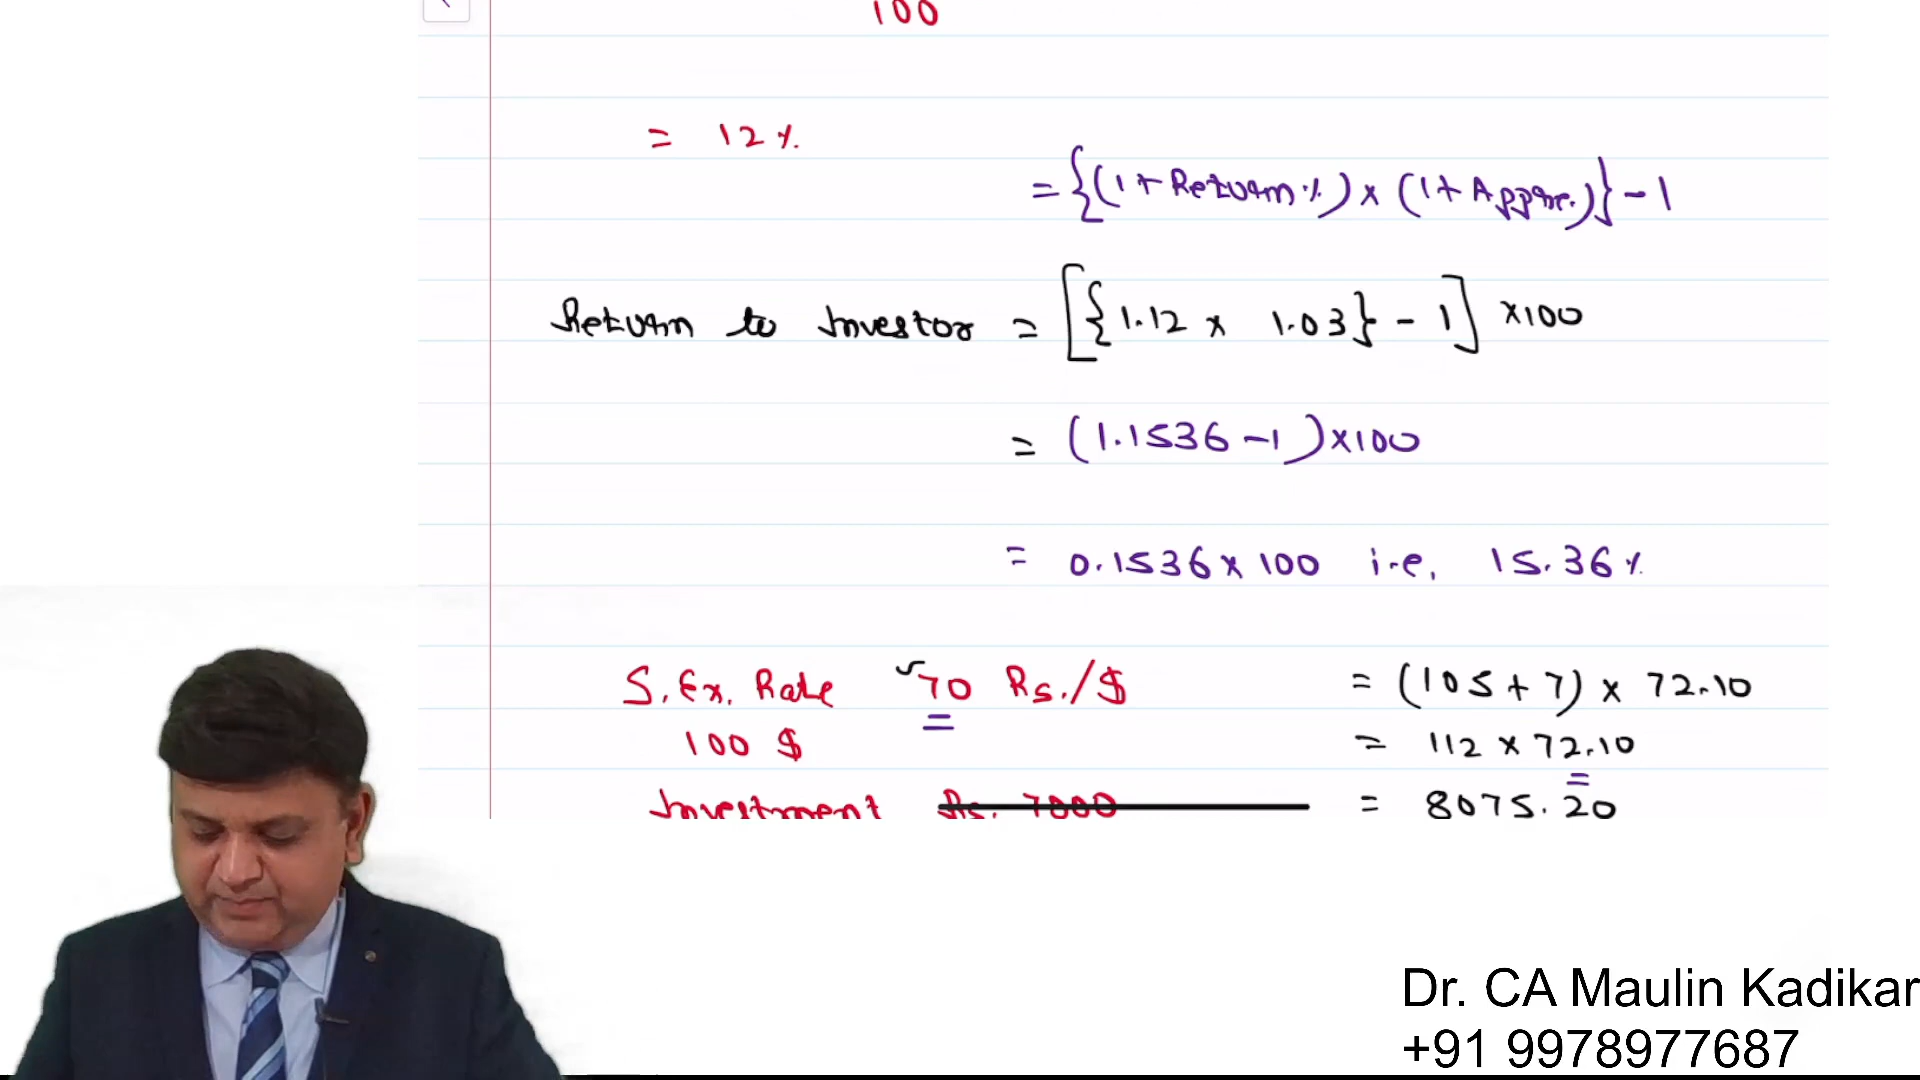 100
= 12%
= {(1+Return%) x (1+Appre.)} - 1
Return to Investor = [{1.12 x 1.03} - 1] x100
= (1.1536 -1) x100
= 0.1536 x 100 i.e. 15.36%
S. Ex. Rate 70 Rs./$ = (105 + 7) x 72.10
100 $ = 112 x 72.10
Investment Rs. 7000 = 8075.20
Dr. CA Maulin Kadikar
+91 9978977687